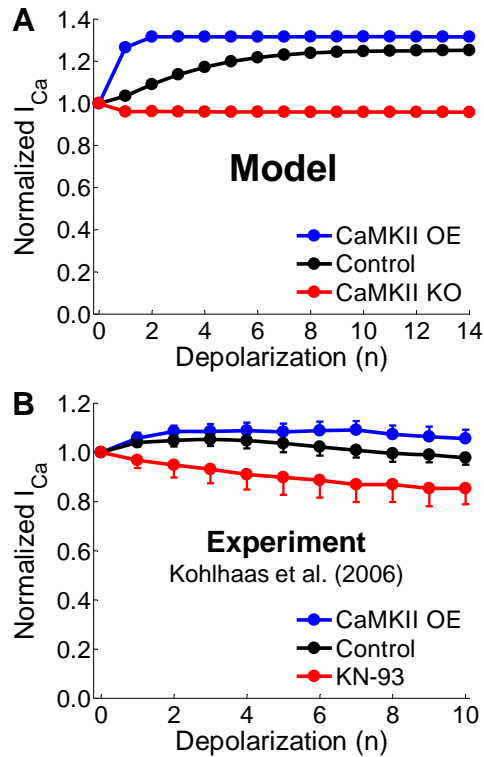 A
Normalized I_Ca
1.4
1.2
1.0
0.8
0.6
0.4
0.2
0.0
Model
CaMKII OE
Control
CaMKII KO
0 2 4 6 8 10 12 14
Depolarization (n)
B
Normalized I_Ca
1.2
1.0
0.8
0.6
0.4
0.2
0.0
Experiment
Kohlhaas et al. (2006)
CaMKII OE
Control
KN-93
0 2 4 6 8 10
Depolarization (n)